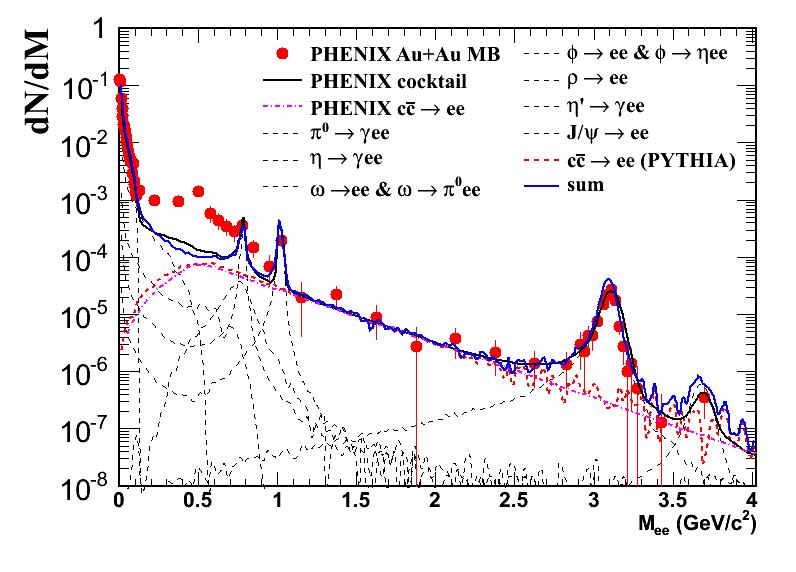 dN/dM
1
10⁻¹
10⁻²
10⁻³
10⁻⁴
10⁻⁵
10⁻⁶
10⁻⁷
10⁻⁸
PHENIX Au+Au MB
PHENIX cocktail
PHENIX cc̄ → ee
π⁰ → γee
η → γee
ω →ee & ω → π⁰ee
ϕ → ee & ϕ → ηee
ρ → ee
η' → γee
J/ψ → ee
cc̄ → ee (PYTHIA)
sum
0 0.5 1 1.5 2 2.5 3 3.5 4
Mₑₑ (GeV/c²)